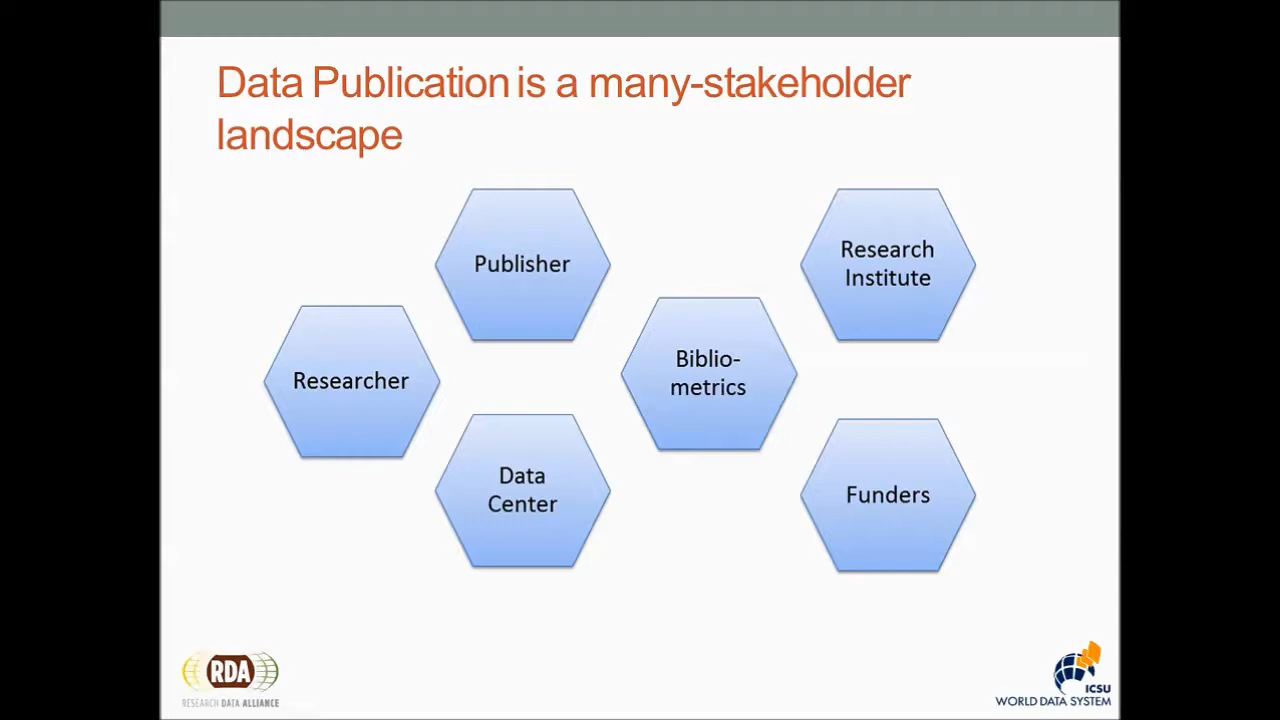 Data Publication is a many-stakeholder
landscape
Publisher
Research
Institute
Researcher
Biblio-
metrics
Data
Center
Funders
RDA
RESEARCH DATA ALLIANCE
ICSU
WORLD DATA SYSTEM